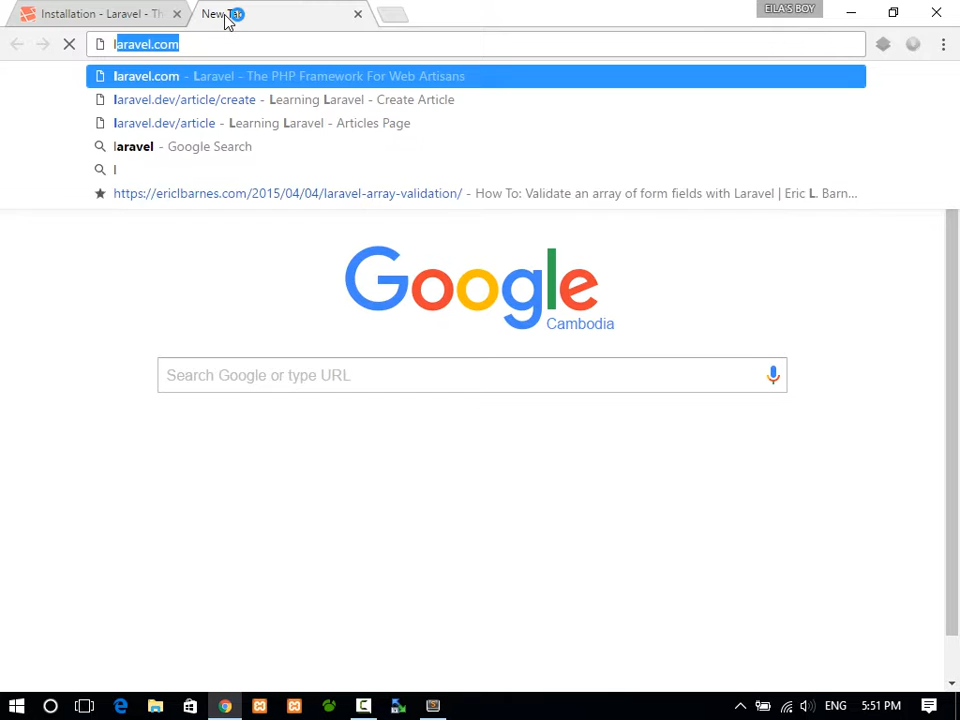 Installation - Laravel - Th
New Ta
EILA'S BOY
laravel.com
laravel.com - Laravel - The PHP Framework For Web Artisans
laravel.dev/article/create - Learning Laravel - Create Article
laravel.dev/article - Learning Laravel - Articles Page
laravel - Google Search
l
https://ericlbarnes.com/2015/04/04/laravel-array-validation/ - How To: Validate an array of form fields with Laravel | Eric L. Barn...
Google
Cambodia
Search Google or type URL
ENG
5:51 PM